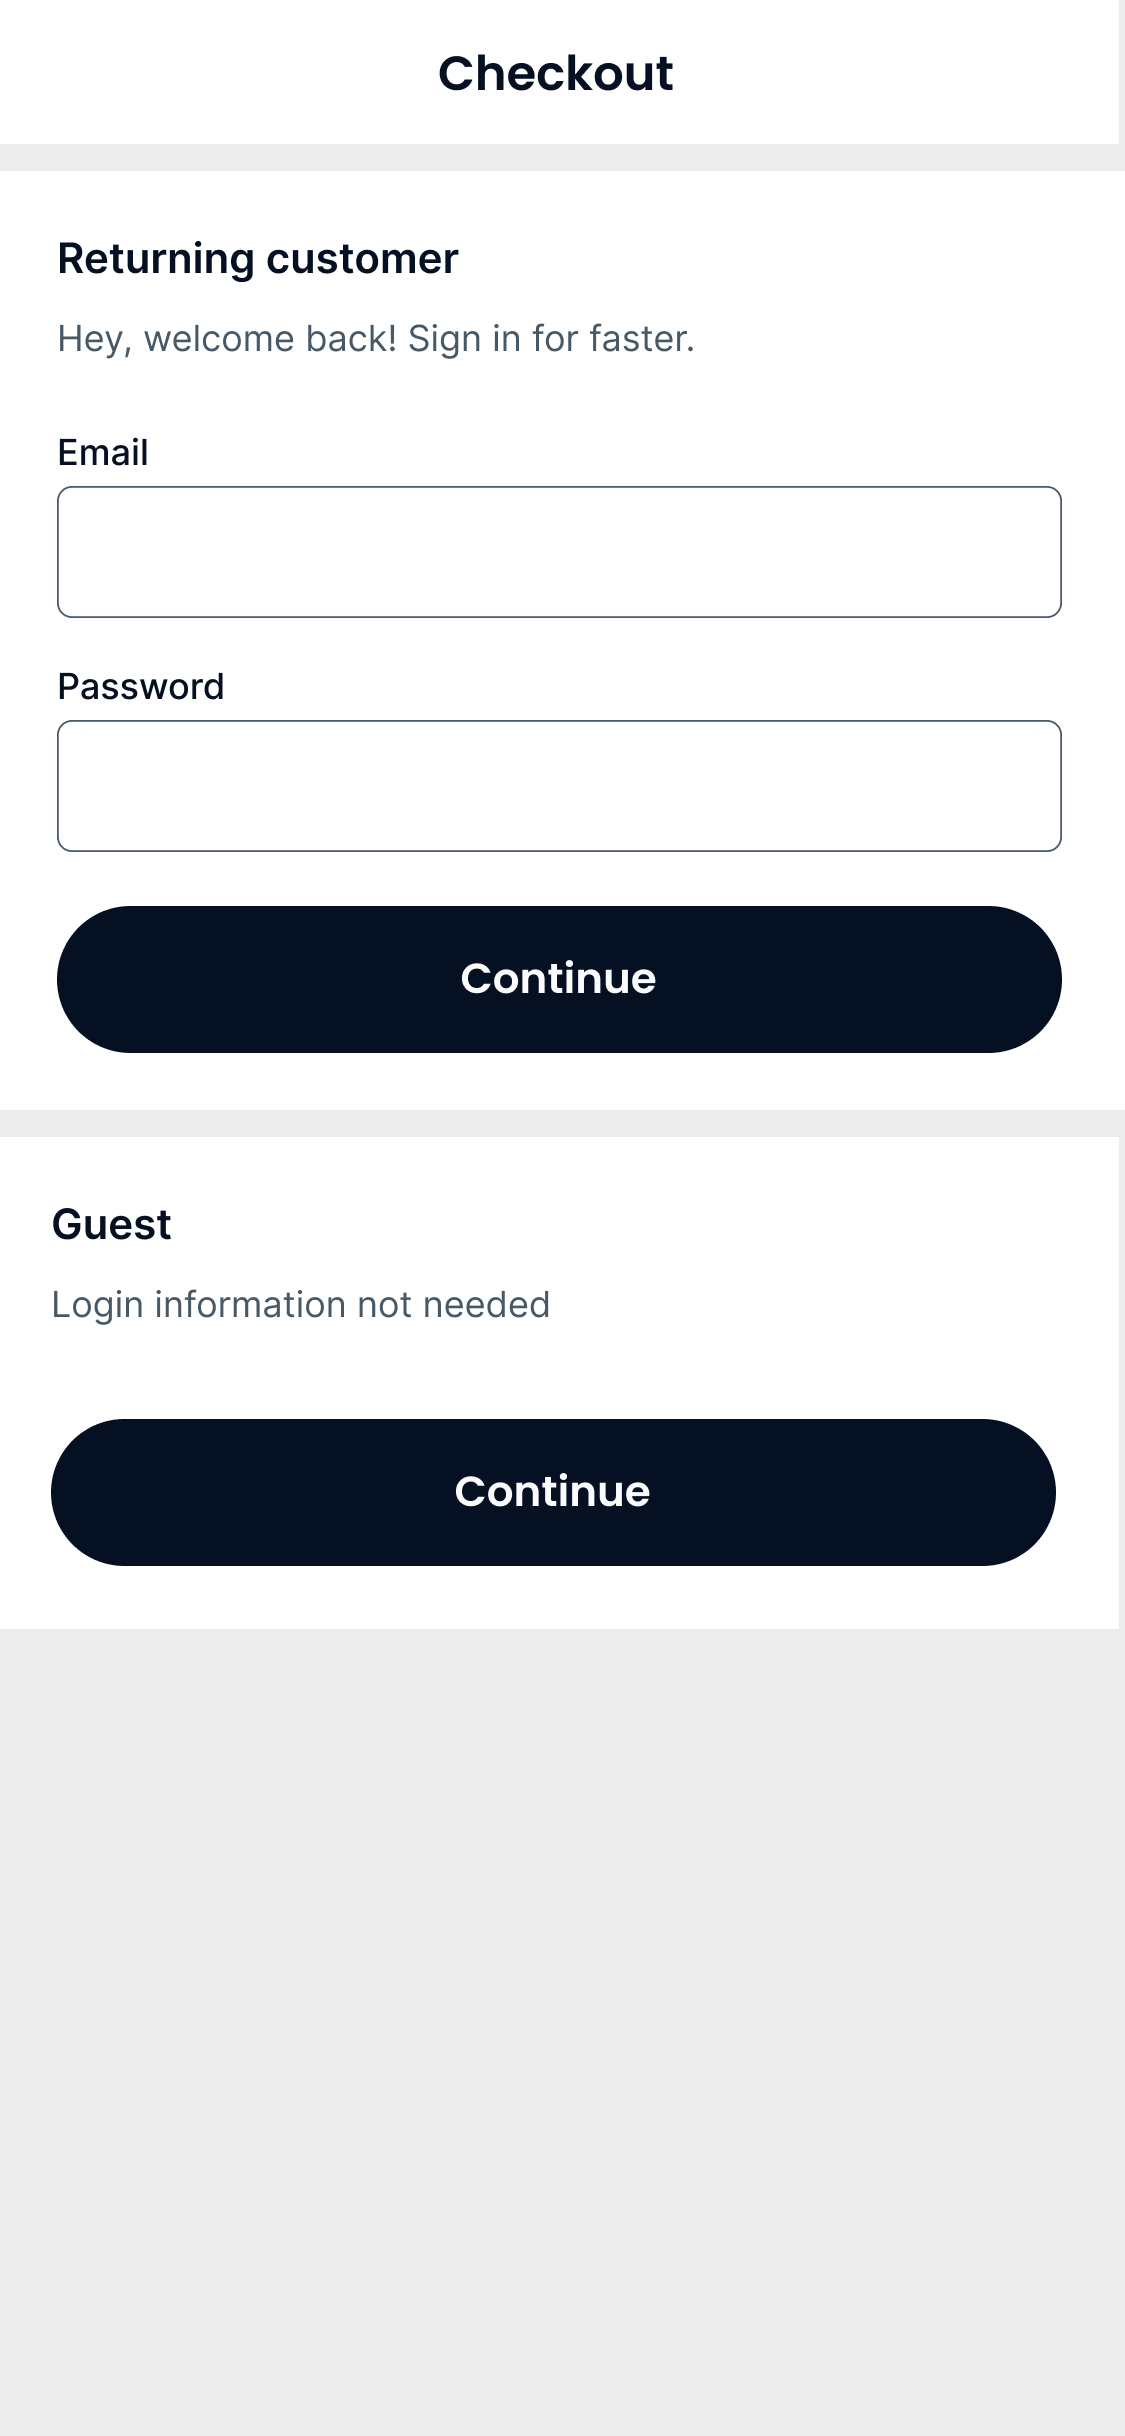 Checkout
Returning customer
Hey, welcome back! Sign in for faster.
Email
Password
Continue
Guest
Login information not needed
Continue